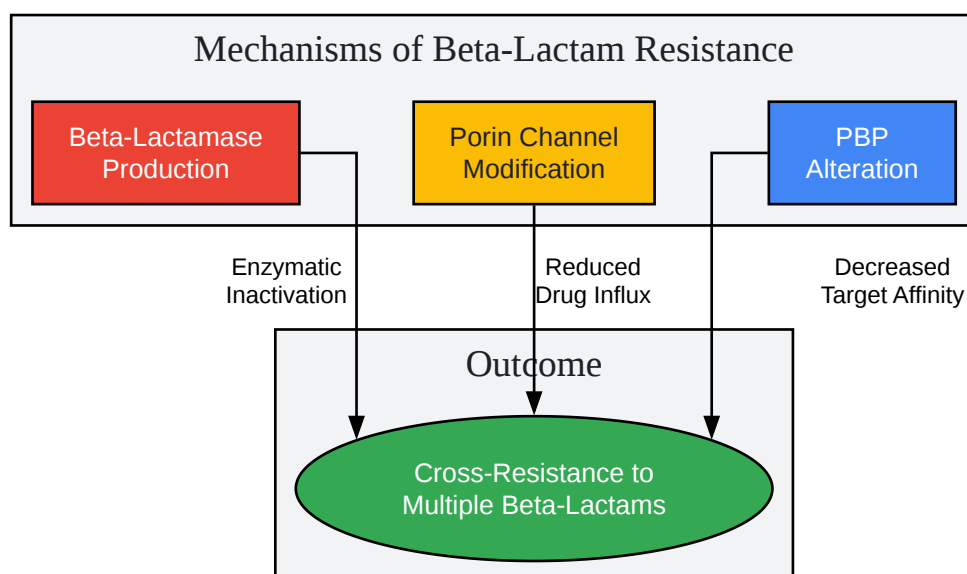 Mechanisms of Beta-Lactam Resistance
Beta-Lactamase
Production
Porin Channel
Modification
PBP
Alteration
Enzymatic
Inactivation
Reduced
Drug Influx
Decreased
Target Affinity
Outcome
Cross-Resistance to
Multiple Beta-Lactams